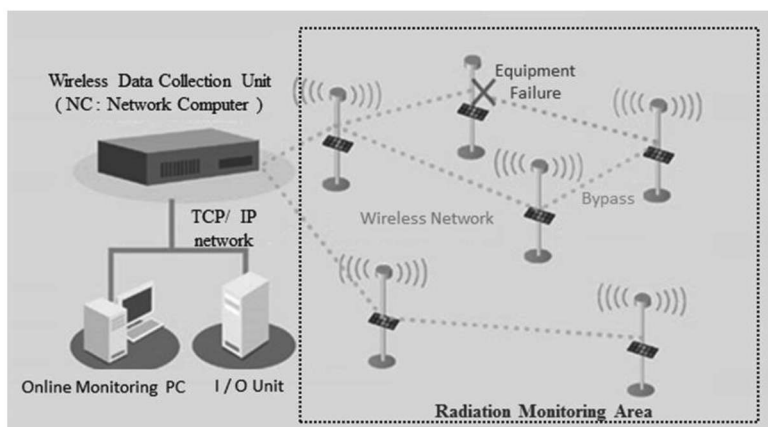 Wireless Data Collection Unit
( NC : Network Computer )
Equipment
Failure
TCP/ IP
network
Wireless Network
Bypass
Online Monitoring PC
I / O Unit
Radiation Monitoring Area